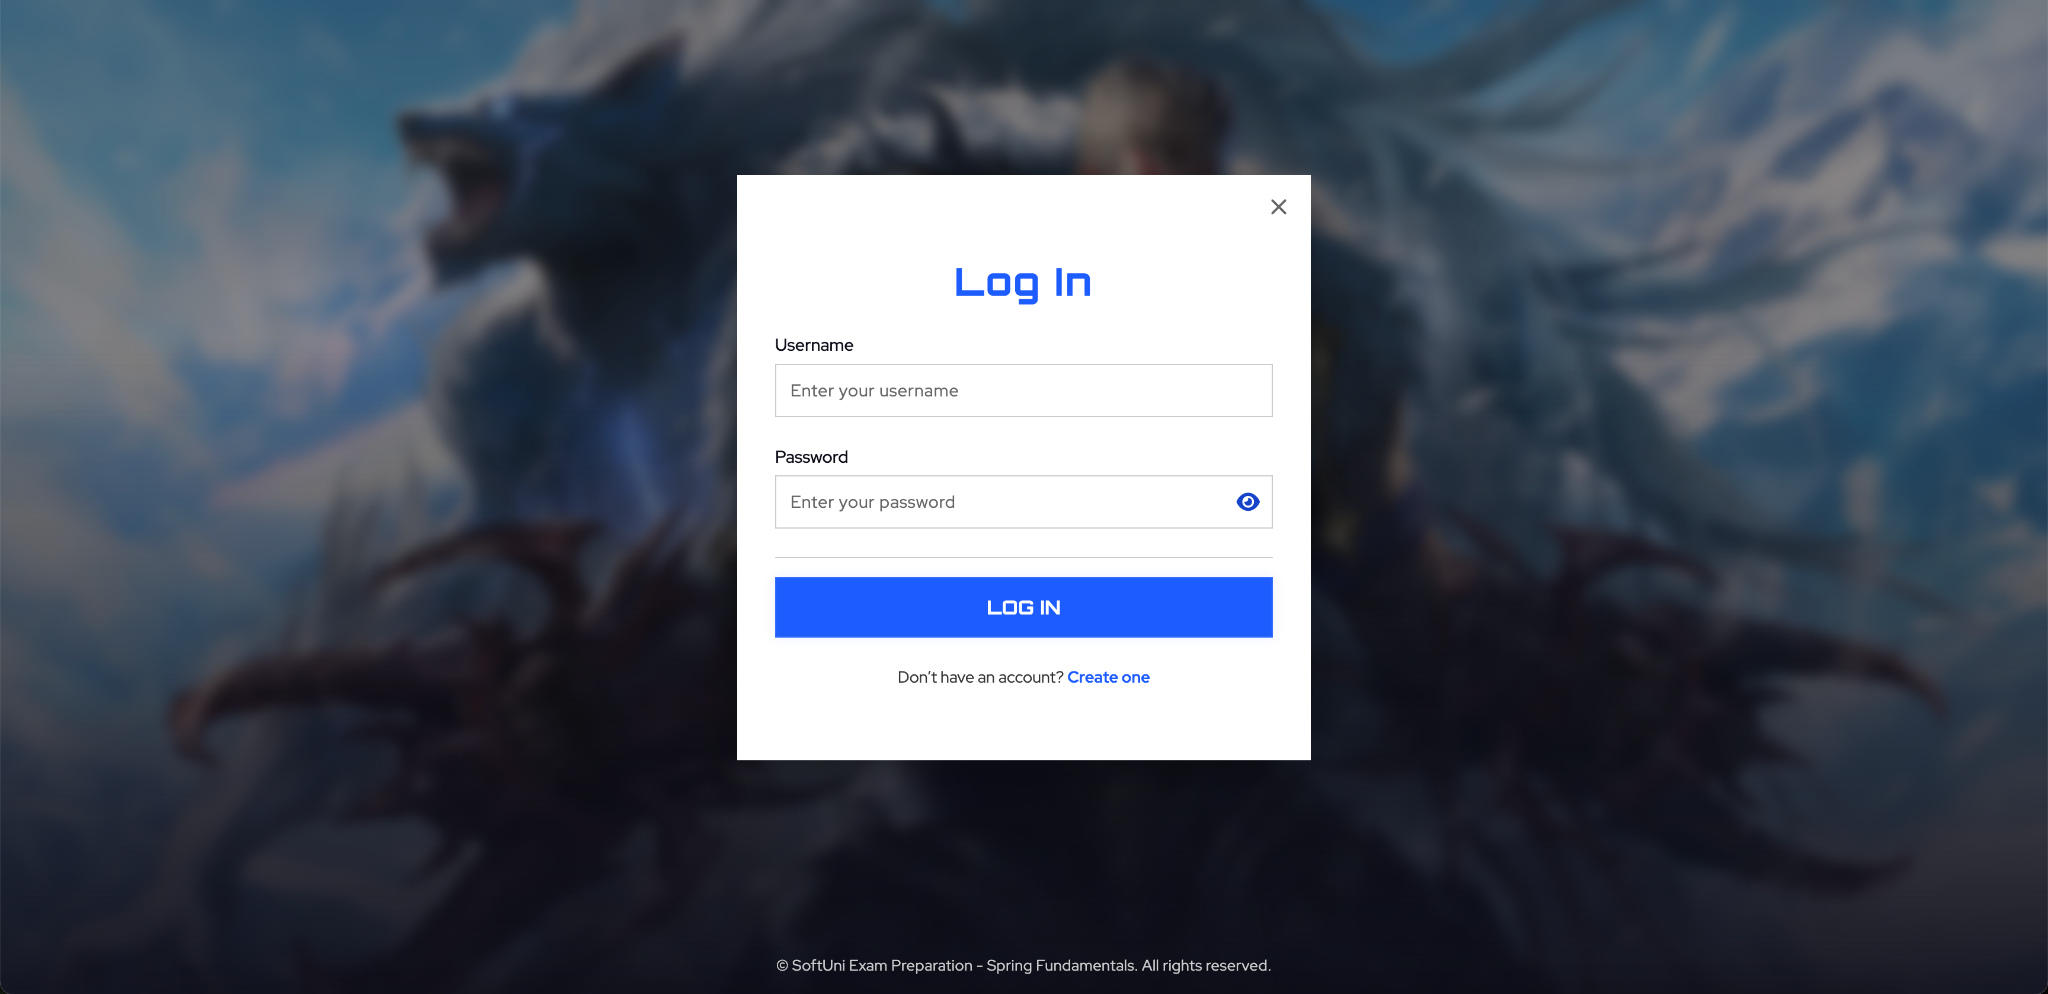 Log In
Username
Enter your username
Password
Enter your password
LOG IN
Don't have an account? Create one
© SoftUni Exam Preparation - Spring Fundamentals. All rights reserved.